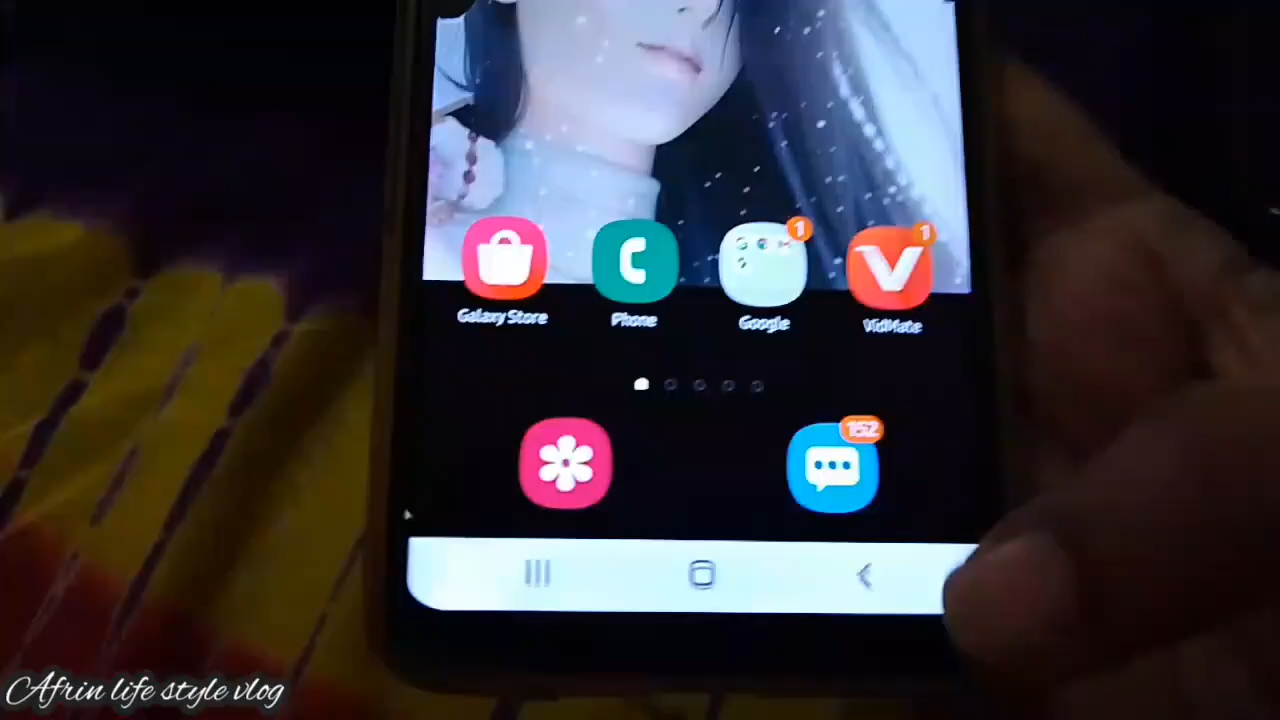 1
1
Galaxy Store
Phone
Google
VidMate
152
Afrin life style vlog